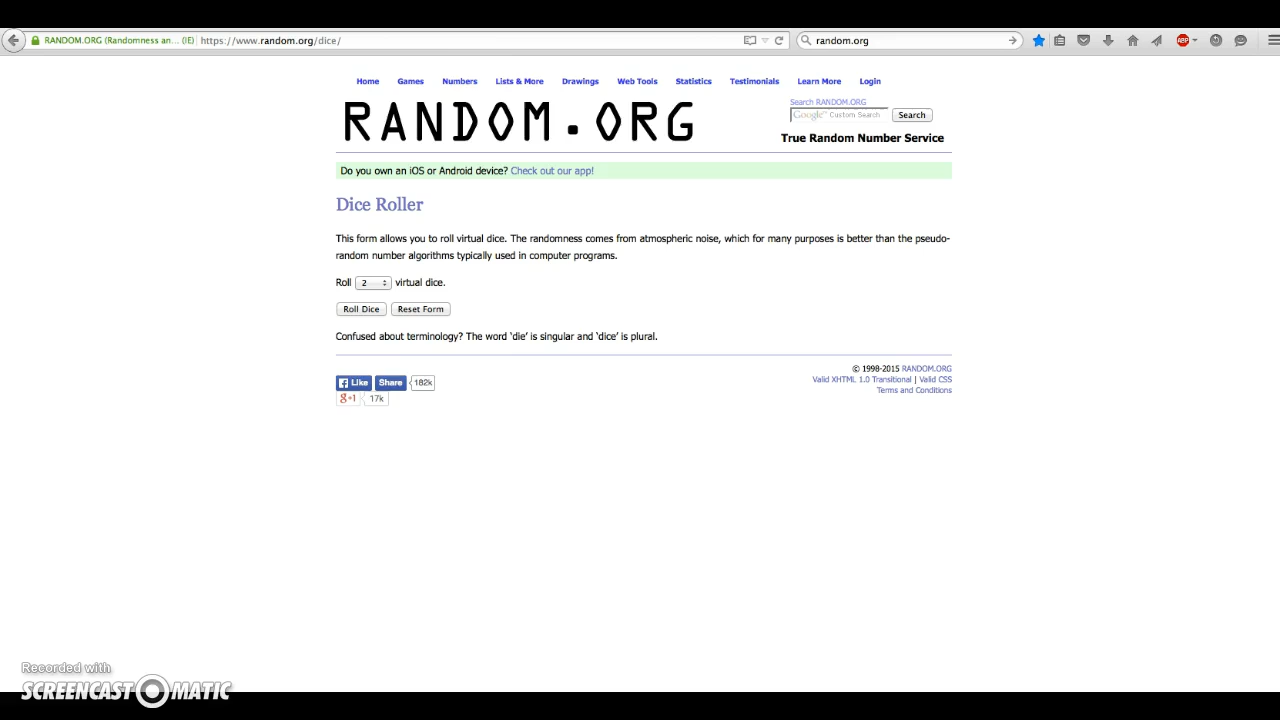 RANDOM.ORG (Randomness an... (IE) https://www.random.org/dice/ random.org ABP
Home Games Numbers Lists & More Drawings Web Tools Statistics Testimonials Learn More Login
RANDOM.ORG
Search RANDOM.ORG
Google™ Custom Search Search
True Random Number Service
Do you own an iOS or Android device? Check out our app!
Dice Roller
This form allows you to roll virtual dice. The randomness comes from atmospheric noise, which for many purposes is better than the pseudo-
random number algorithms typically used in computer programs.
Roll 2 virtual dice.
Roll Dice Reset Form
Confused about terminology? The word ‘die’ is singular and ‘dice’ is plural.
© 1998-2015 RANDOM.ORG
Valid XHTML 1.0 Transitional | Valid CSS
Terms and Conditions
Like Share 182k
g+1 17k
Recorded with
SCREENCAST-O-MATIC